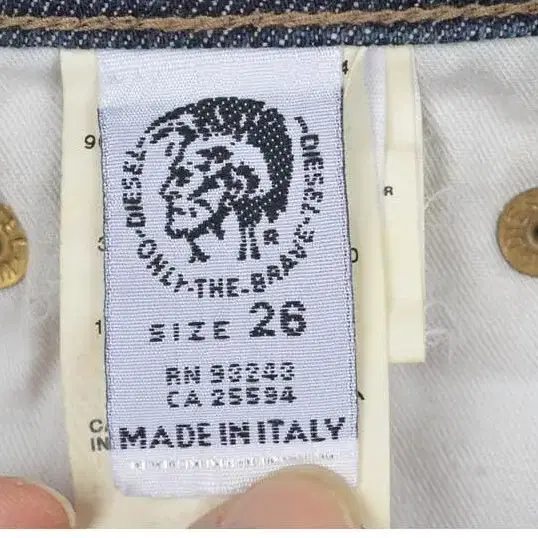 DIESEL · ONLY · THE · BRAVE · DIESEL
R
SIZE 26
RN 93243
CA 25594
MADE IN ITALY